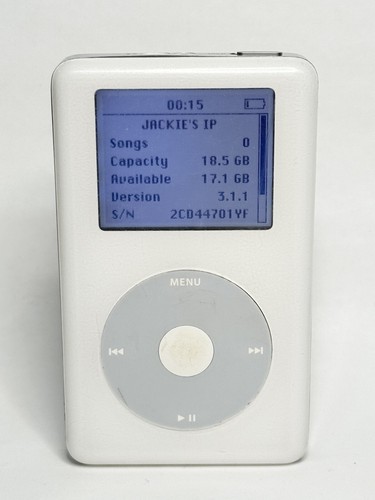 00:15
JACKIE'S IP
Songs 0
Capacity 18.5 GB
Available 17.1 GB
Version 3.1.1
S/N 2CD44701YF
MENU